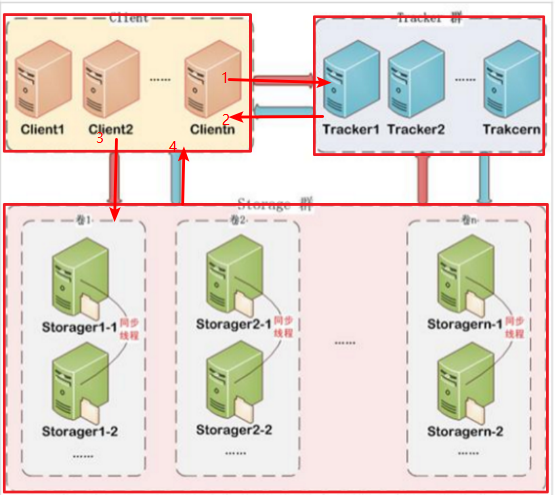 Client
Tracker 群
1
2
Client1
Client2
......
Clientn
Tracker1
Tracker2
......
Trakcern
3
4
Storage 群
卷1
卷2
卷n
Storager1-1
同步
线程
Storager1-2
......
Storager2-1
同步
线程
Storager2-2
......
......
Storagern-1
同步
线程
Storagern-2
......